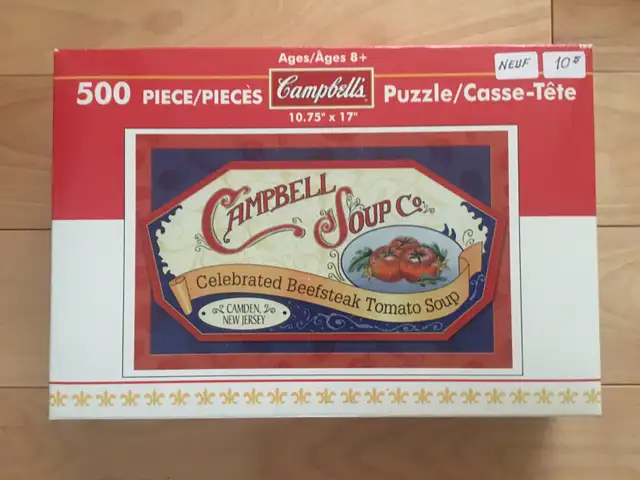 Ages/Âges 8+
NEUF
10$
500 PIECE/PIECÈS
Campbell's
Puzzle/Casse-Tête
10.75" x 17"
CAMPBELL
SOUP Co.
Celebrated Beefsteak Tomato Soup
CAMDEN,
NEW JERSEY